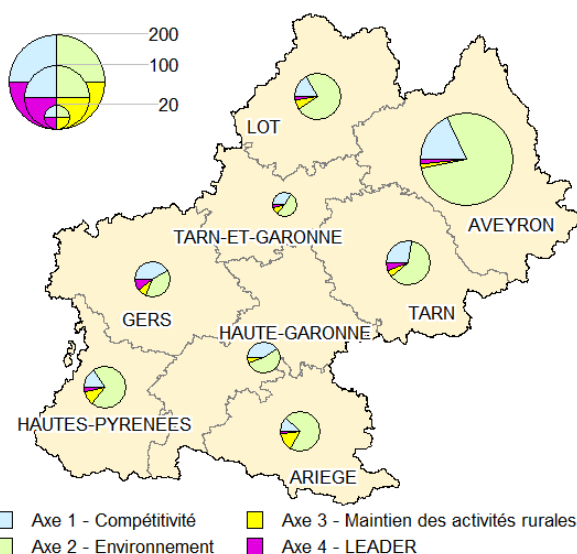 200
100
20
LOT
AVEYRON
TARN-ET-GARONNE
TARN
GERS
HAUTE-GARONNE
HAUTES-PYRENEES
ARIEGE
Axe 1 - Compétitivité
Axe 3 - Maintien des activités rurales
Axe 2 - Environnement
Axe 4 - LEADER